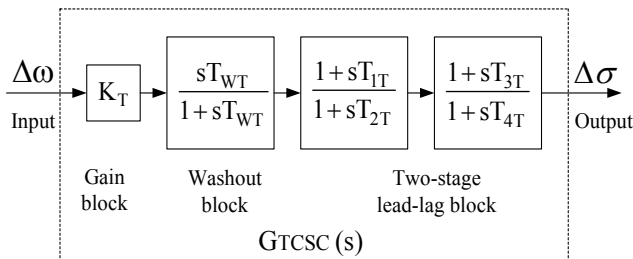 Δω
Input
K_T
sT_WT
1 + sT_WT
1 + sT_1T
1 + sT_2T
1 + sT_3T
1 + sT_4T
Δσ
Output
Gain
block
Washout
block
Two-stage
lead-lag block
GTCSC (s)